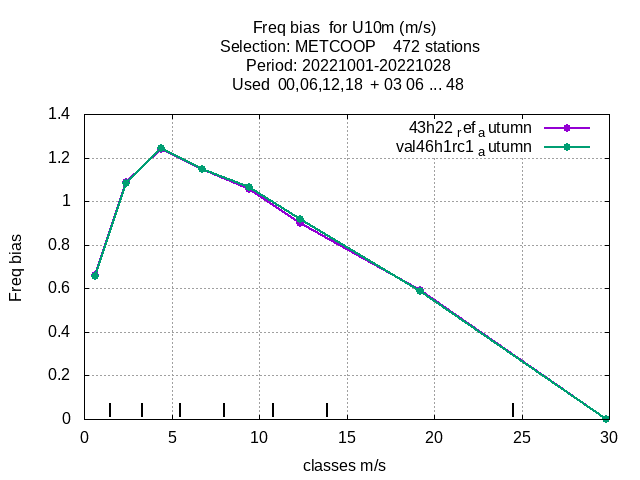 Freq bias  for U10m (m/s)
Selection: METCOOP    472 stations
Period: 20221001-20221028
Used  00,06,12,18  + 03 06 ... 48
43h22 ref a utumn
val46h1rc1 a utumn
1.4
1.2
1
0.8
0.6
0.4
0.2
0
Freq bias
0 5 10 15 20 25 30
classes m/s